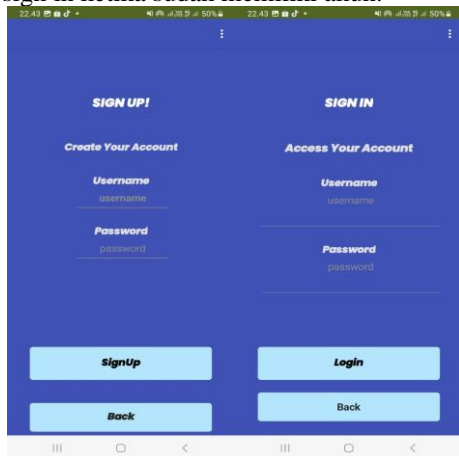 22.43
50%
SIGN UP!
Create Your Account
Username
username
Password
password
SignUp
Back
22.43
50%
SIGN IN
Access Your Account
Username
username
Password
password
Login
Back